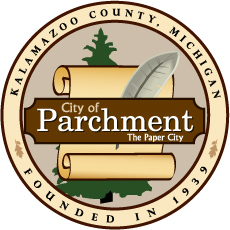 KALAMAZOO COUNTY, MICHIGAN
City of
Parchment
The Paper City
FOUNDED IN 1939